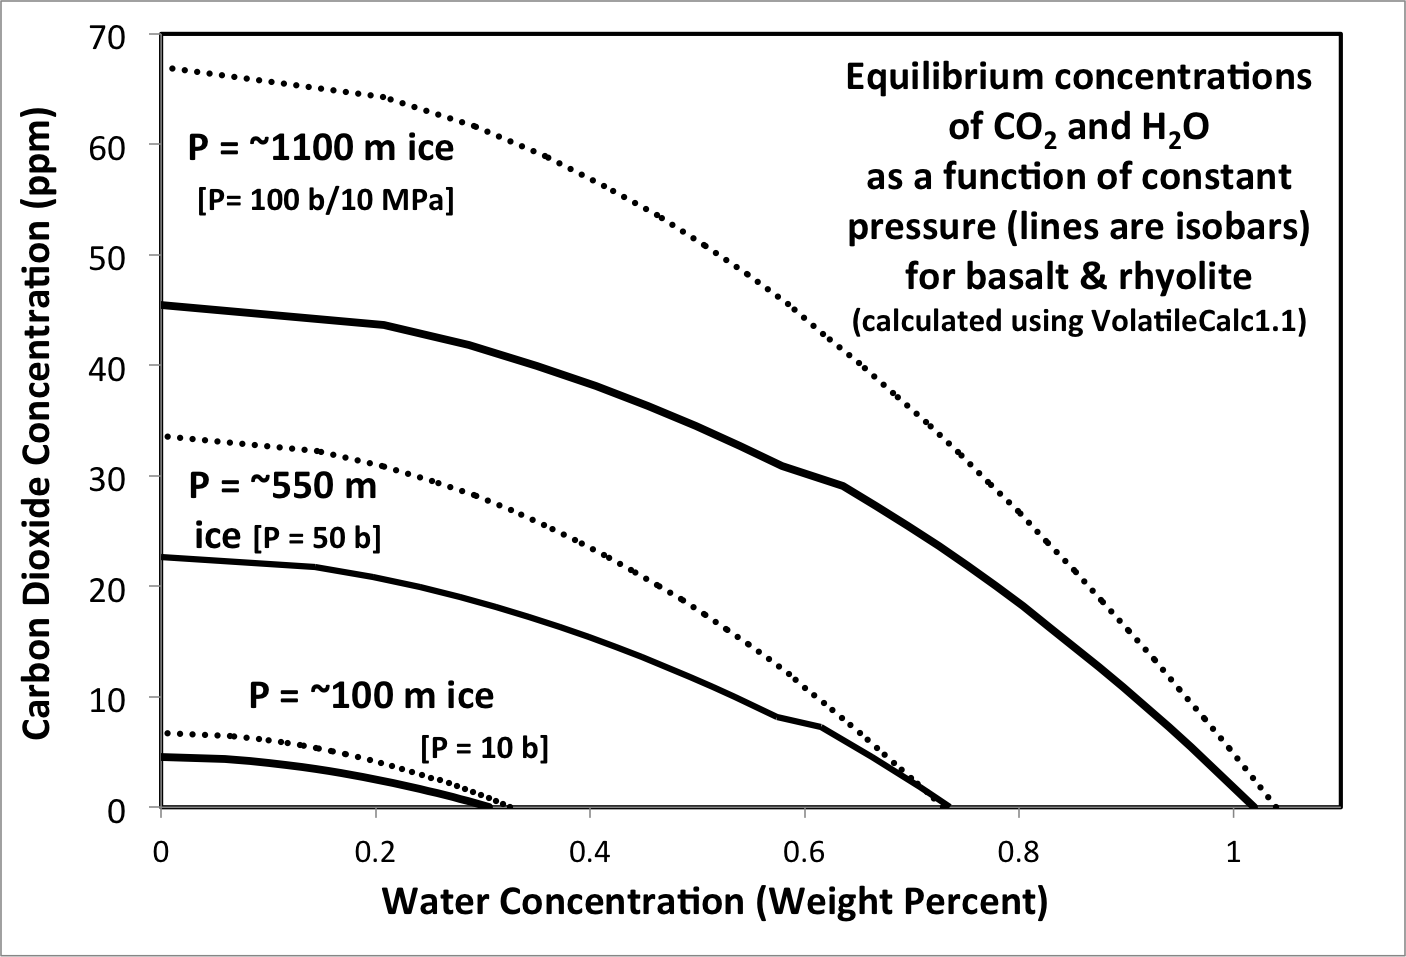 70
60
50
40
30
20
10
0
Carbon Dioxide Concentration (ppm)
Equilibrium concentrations
of CO2 and H2O
as a function of constant
pressure (lines are isobars)
for basalt & rhyolite
(calculated using VolatileCalc1.1)
P = ~1100 m ice
[P= 100 b/10 MPa]
P = ~550 m
ice [P = 50 b]
P = ~100 m ice
[P = 10 b]
0 0.2 0.4 0.6 0.8 1
Water Concentration (Weight Percent)